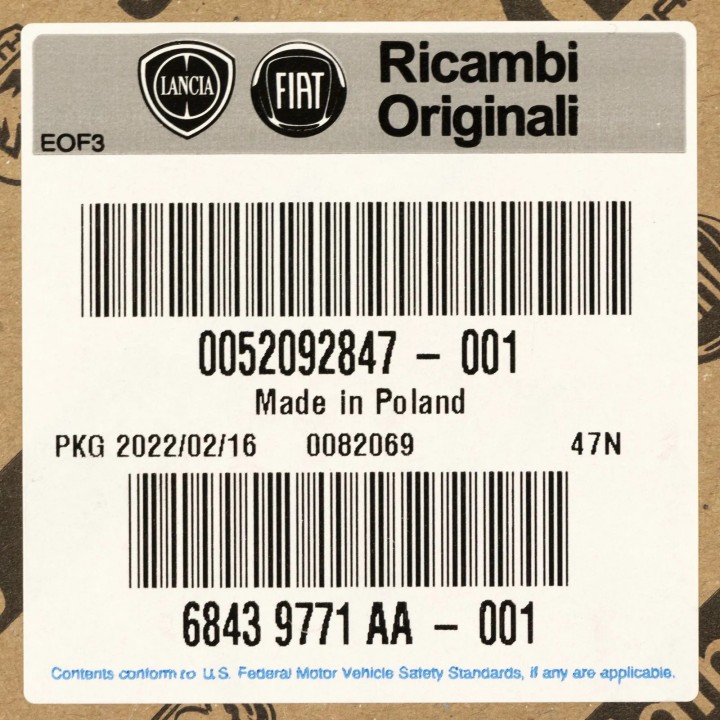 LANCIA FIAT Ricambi
Originali
EOF3
0052092847 – 001
Made in Poland
PKG 2022/02/16 0082069 47N
6843 9771 AA – 001
Contents conform to U.S. Federal Motor Vehicle Safety Standards, if any are applicable.